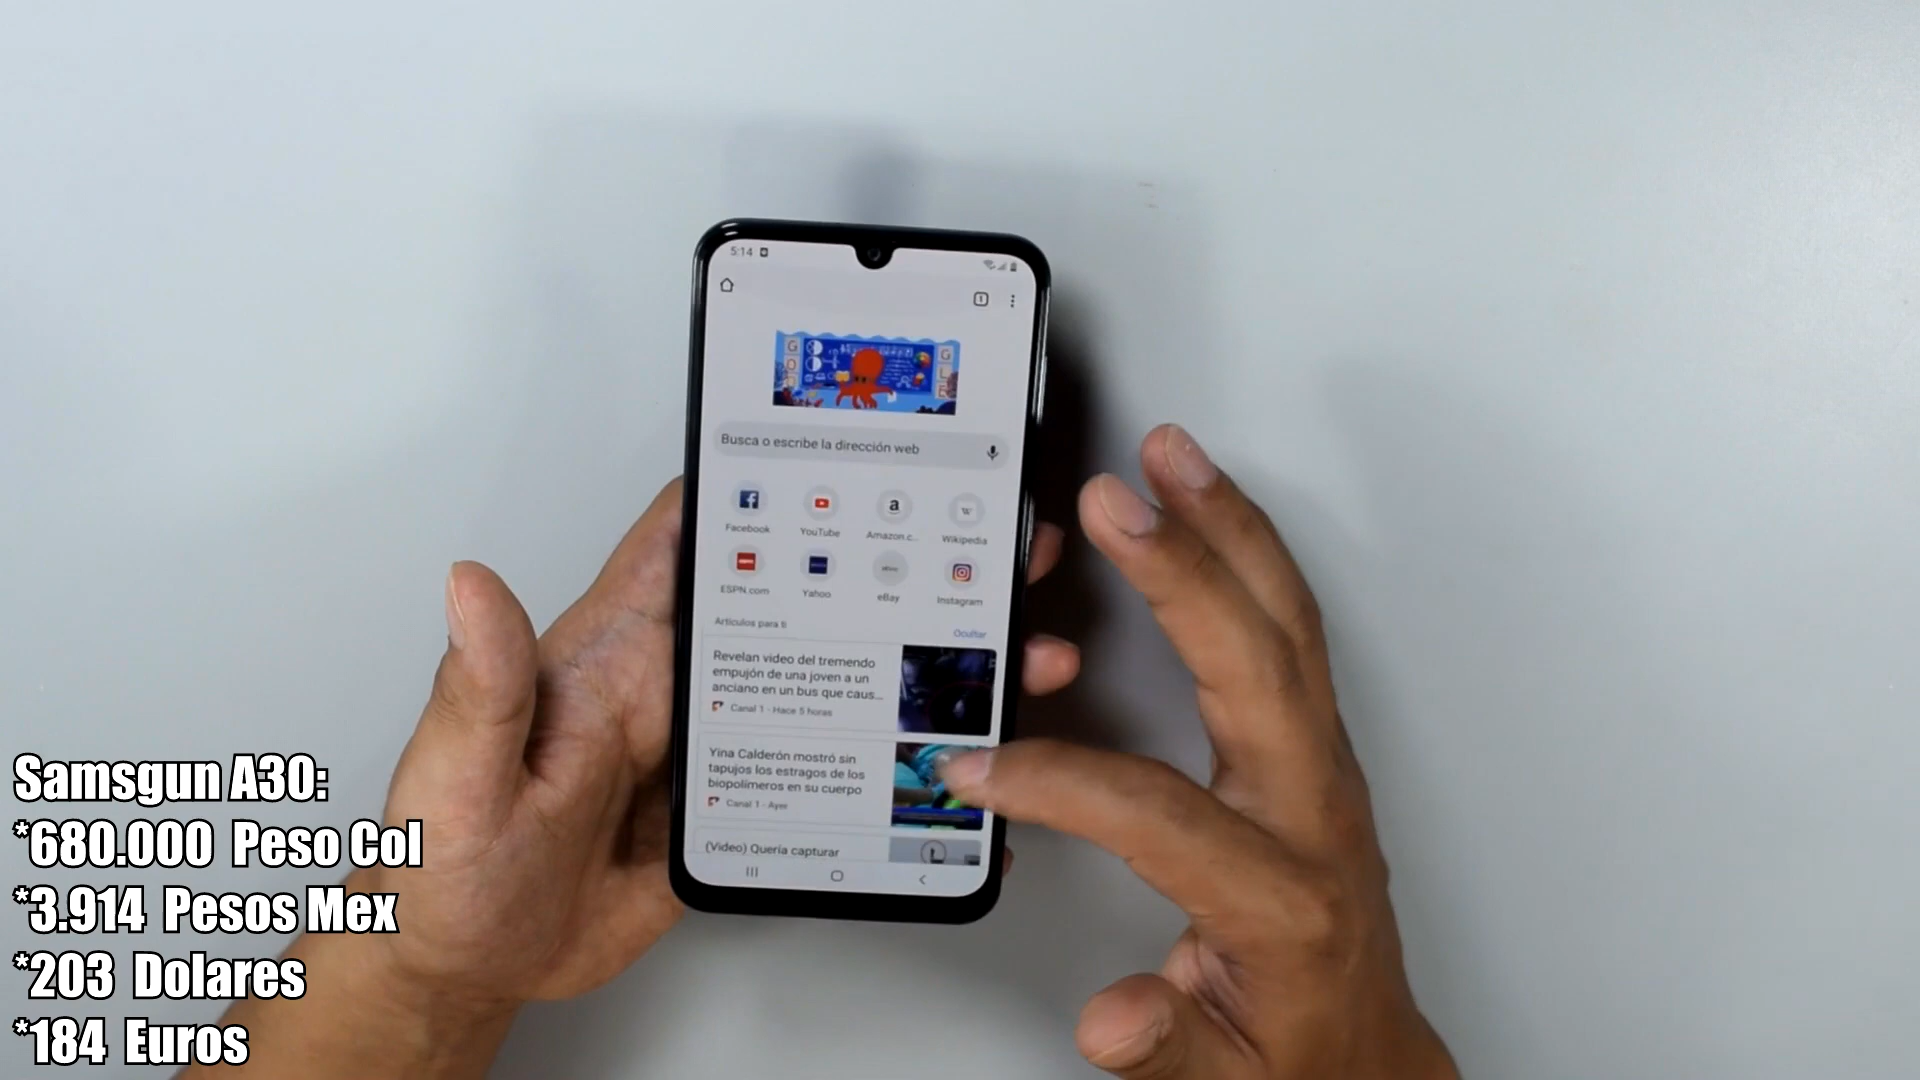 5:14
1
Busca o escribe la dirección web
Facebook
YouTube
Amazon.c...
Wikipedia
ESPN.com
Yahoo
eBay
Instagram
Artículos para ti
Ocultar
Revelan video del tremendo
empujón de una joven a un
anciano en un bus que caus...
Canal 1 - Hace 5 horas
Yina Calderón mostró sin
tapujos los estragos de los
biopolímeros en su cuerpo
Canal 1 - Ayer
(Video) Quería capturar
Samsgun A30:
*680.000 Peso Col
*3.914 Pesos Mex
*203 Dolares
*184 Euros